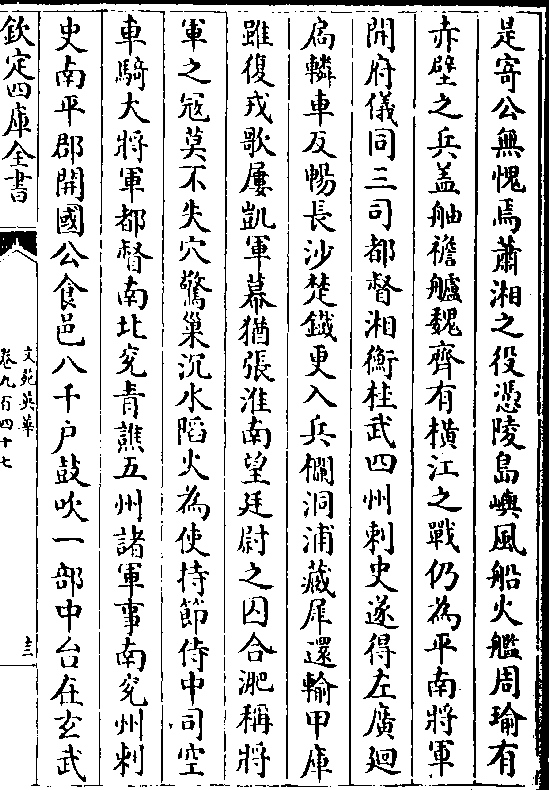 是寄公無愧焉蕭湘之役憑陵島嶼風船火艦周瑜有
赤壁之兵蓋舳襜艫魏齊有横江之戰仍為平南將軍
開府儀同三司都督湘衡桂武四州刺史遂得左廣廻
扄轔車反暢長沙楚鐵更入兵欄洞浦藏犀還輸甲庫
雖復戎歌屢凱軍幕猶張淮南望廷尉之囚合淝稱將
軍之冦莫不失穴驚巢沉水陷火為使持節侍中司空
車騎大將軍都督南北兖青譙五州諸軍事南兖州刺
史南平郡開國公食邑八千户鼓吹一部中台在玄武
欽定四庫全書
文苑英華
卷九百四十七